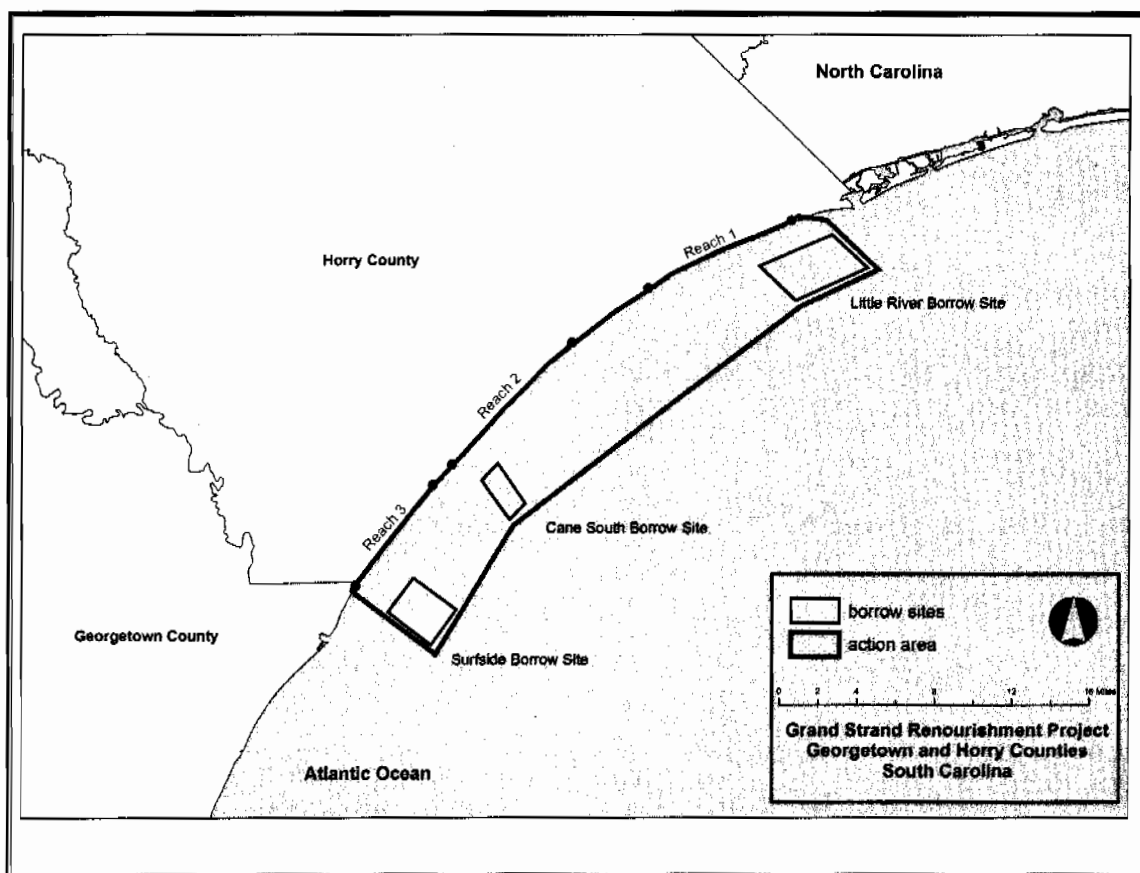 North Carolina
Horry County
Reach 1
Little River Borrow Site
Reach 2
Cane South Borrow Site
Reach 3
Georgetown County
Surfside Borrow Site
Atlantic Ocean
borrow sites
action area
0 2 4 8 12 16 Miles
Grand Strand Renourishment Project
Georgetown and Horry Counties
South Carolina